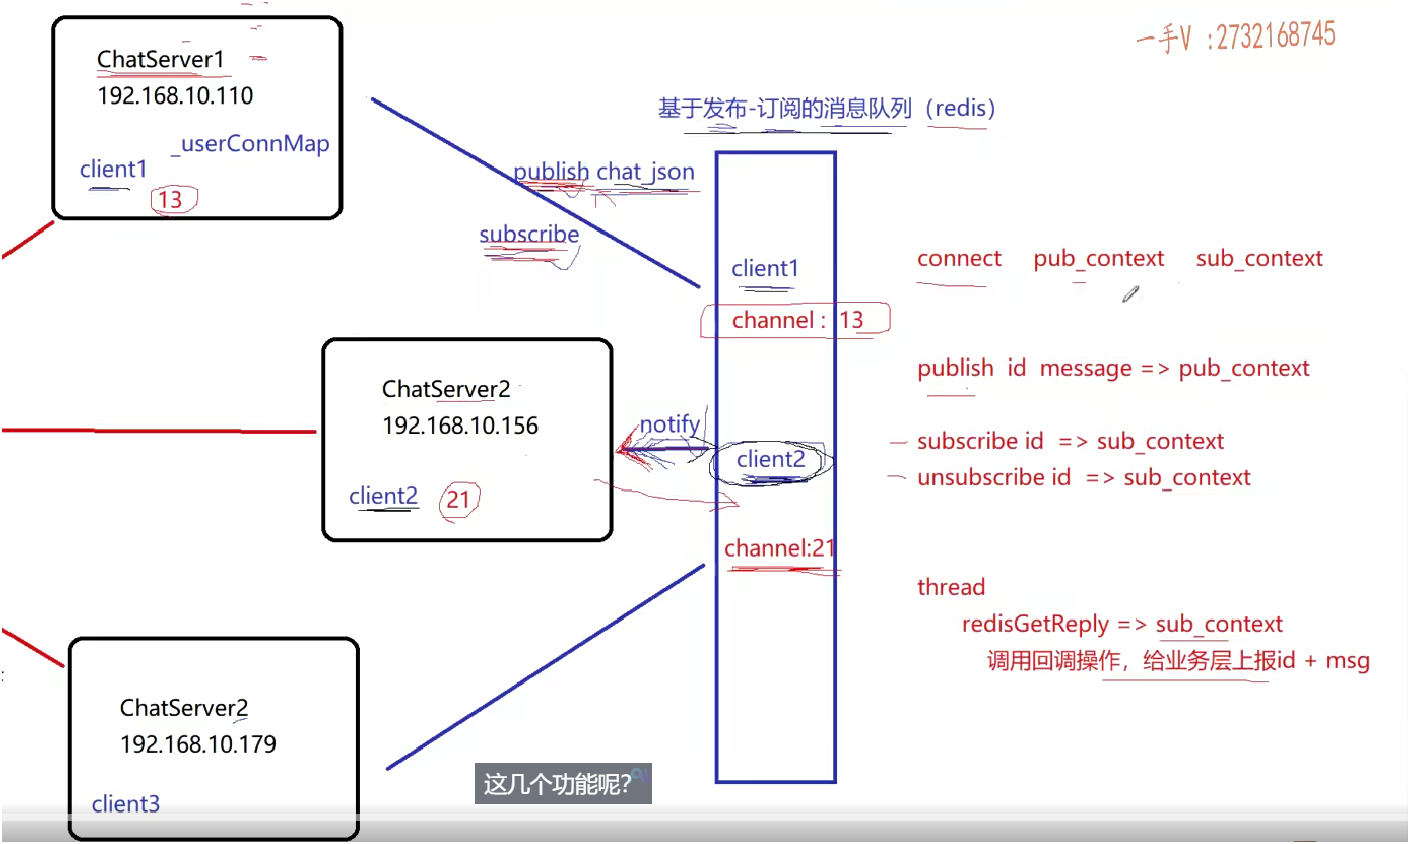 一手V :2732168745
ChatServer1
192.168.10.110
_userConnMap
client1
13
基于发布-订阅的消息队列（redis）
publish chat json
subscribe
client1
channel : 13
connect pub_context sub_context
publish id message => pub_context
subscribe id => sub_context
unsubscribe id => sub_context
ChatServer2
192.168.10.156
client2 21
notify
client2
channel:21
thread
redisGetReply => sub_context
调用回调操作，给业务层上报id + msg
ChatServer2
192.168.10.179
client3
这几个功能呢?